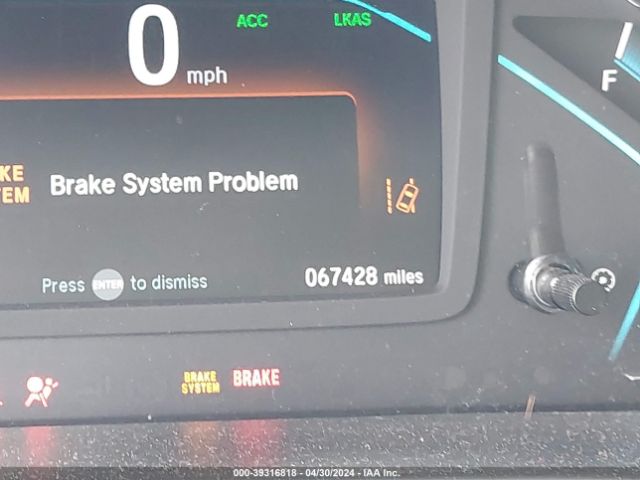 0 mph
ACC
LKAS
F
KE
TEM
Brake System Problem
Press ENTER to dismiss
067428 miles
BRAKE
SYSTEM
BRAKE
000-39316818 - 04/30/2024 - IAA Inc.